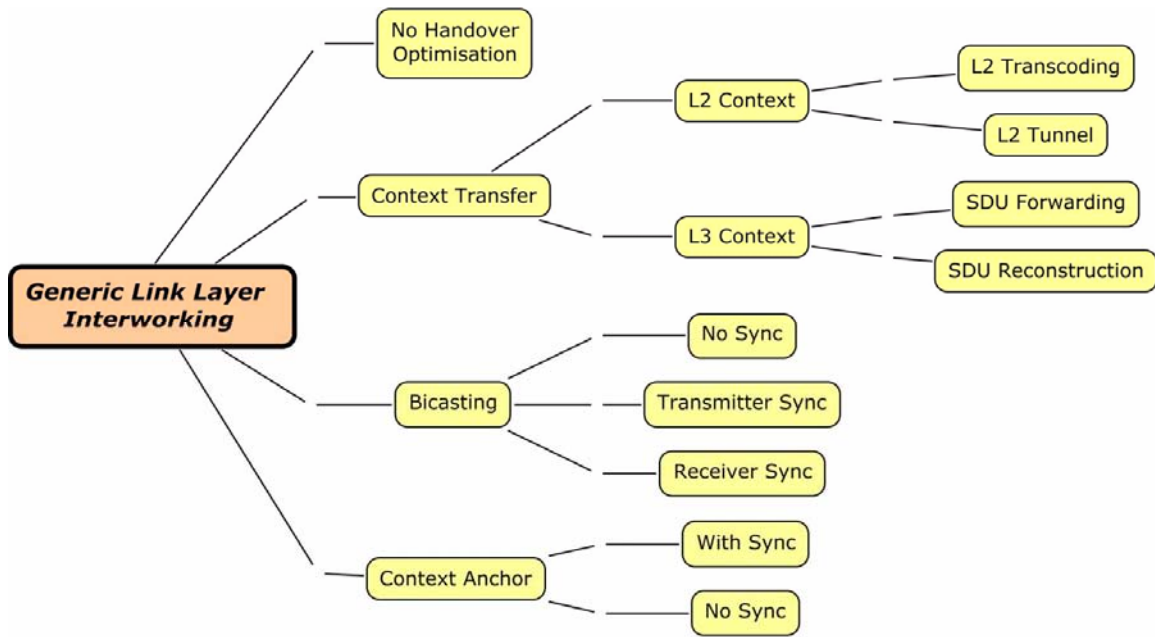 No Handover
Optimisation
L2 Transcoding
L2 Context
L2 Tunnel
Context Transfer
SDU Forwarding
L3 Context
SDU Reconstruction
Generic Link Layer
Interworking
No Sync
Bicasting
Transmitter Sync
Receiver Sync
With Sync
Context Anchor
No Sync